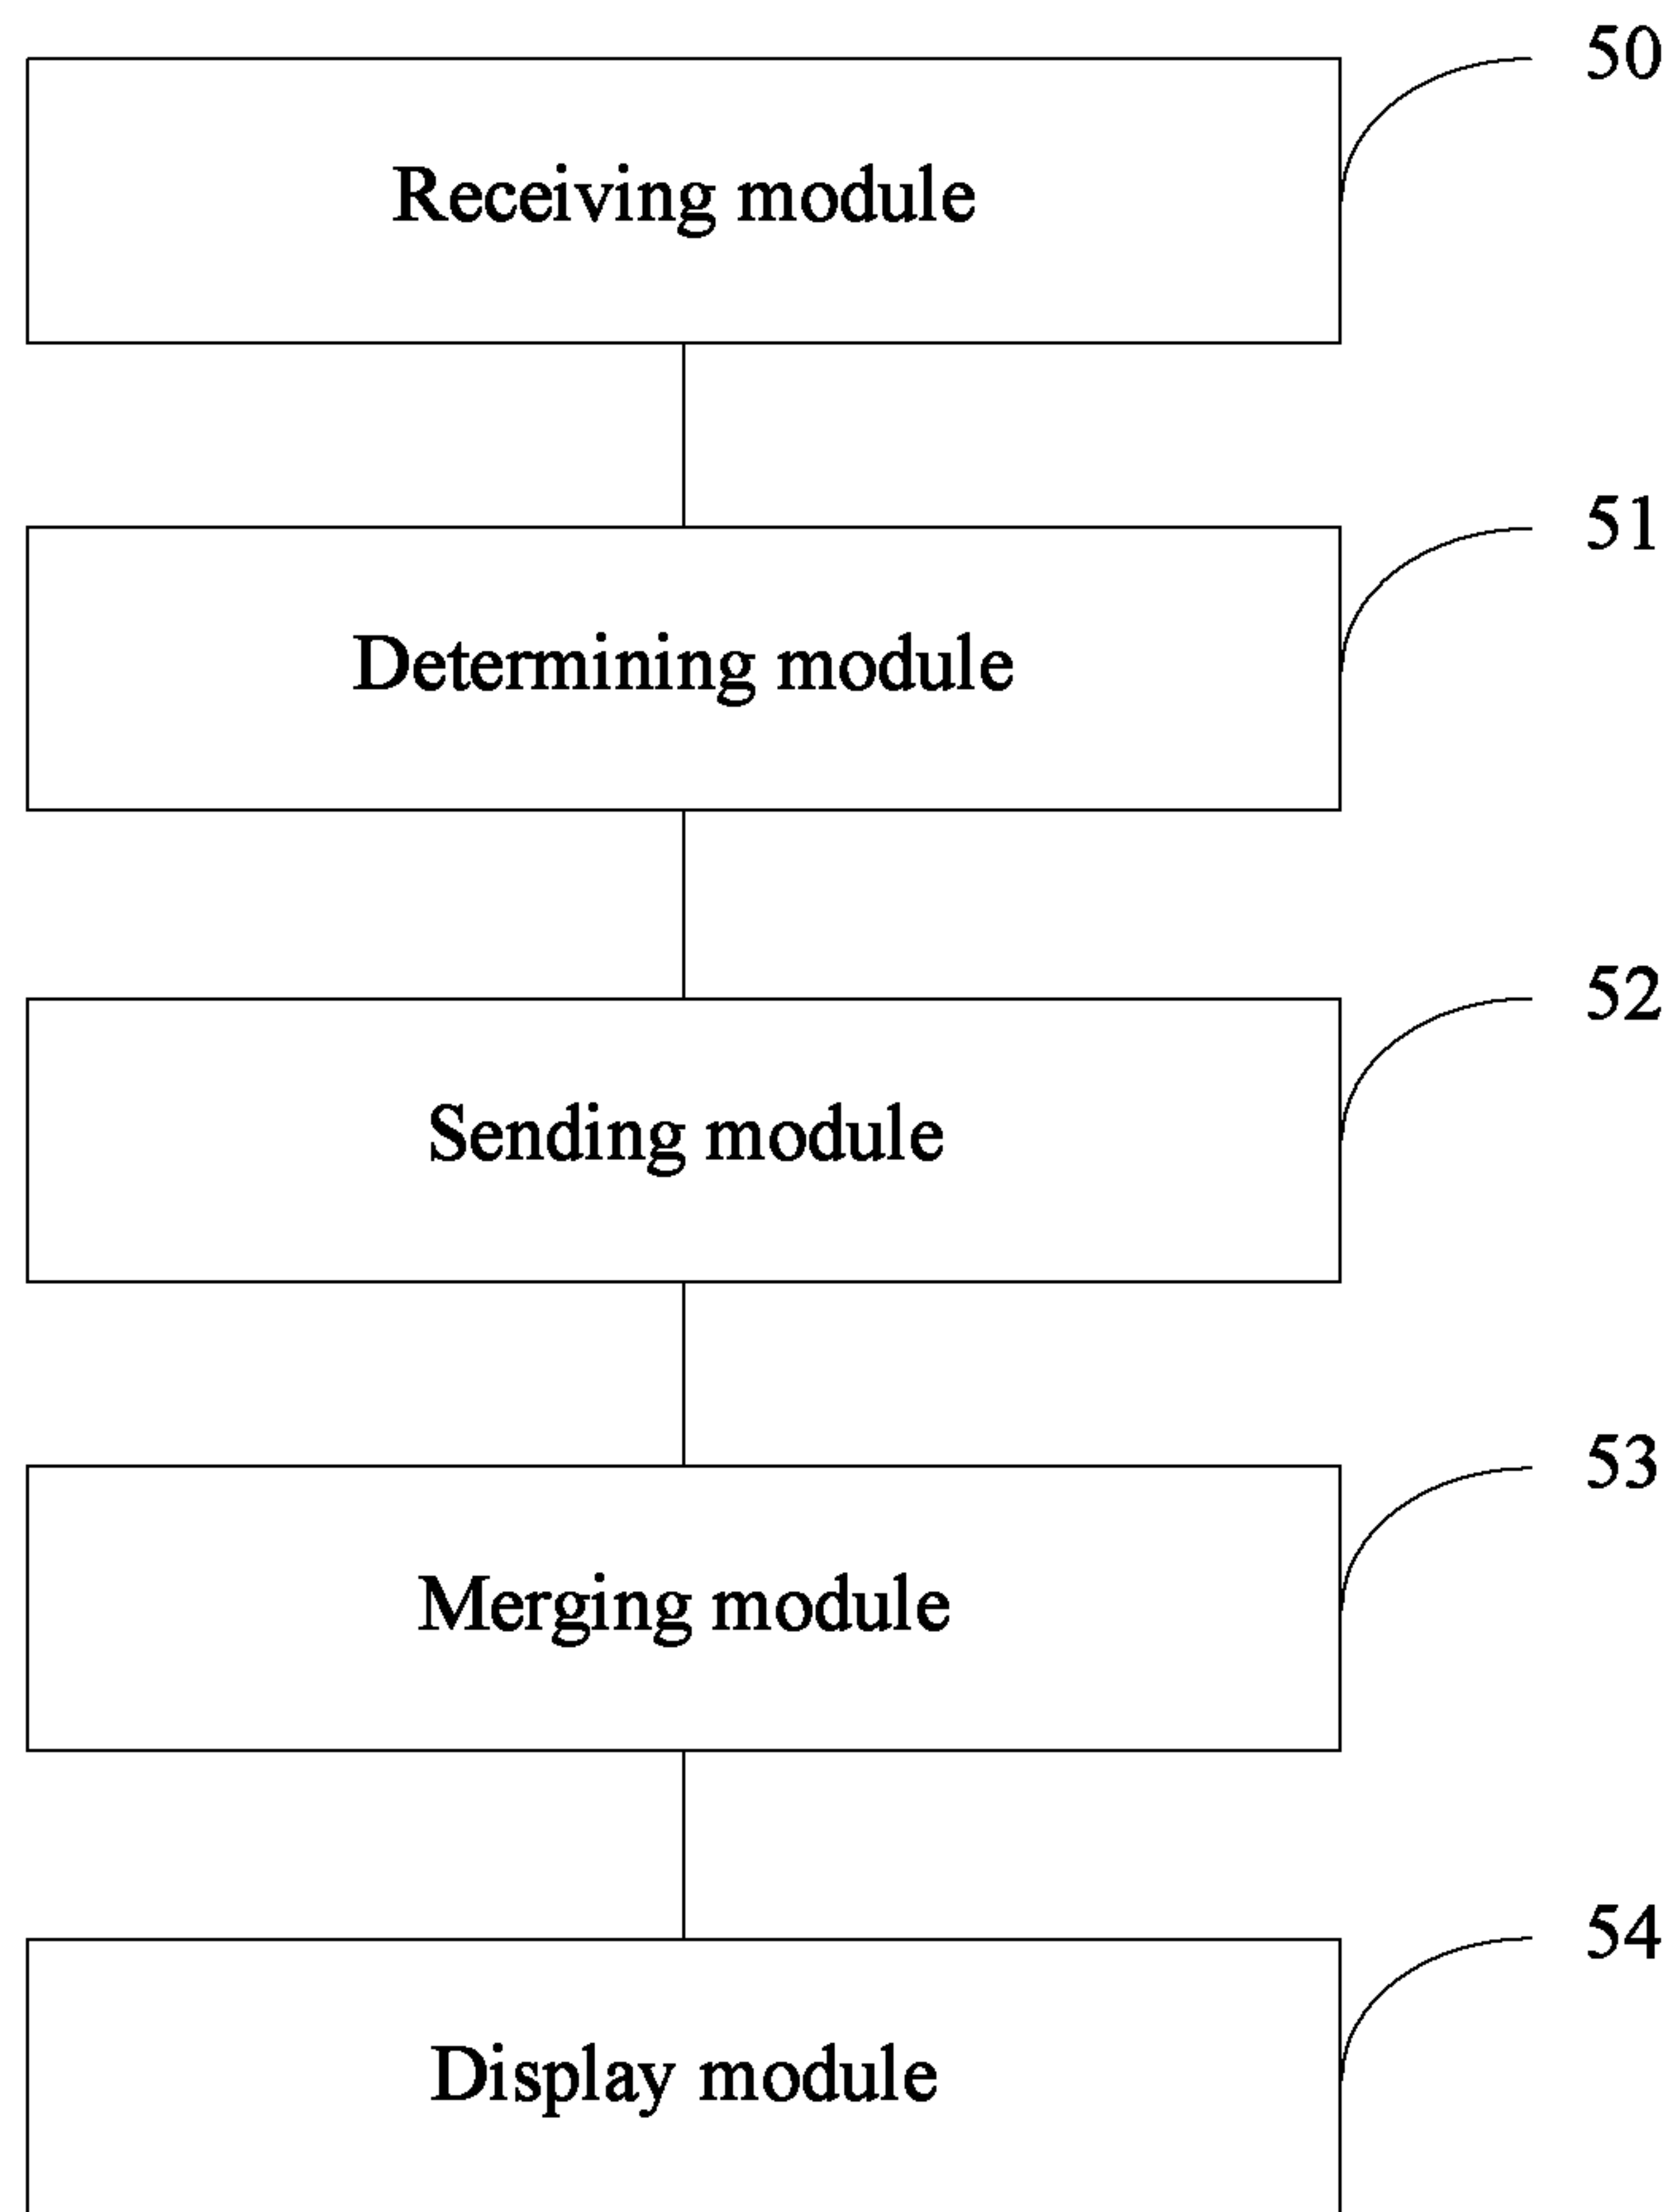 50
Receiving module
51
Determining module
52
Sending module
53
Merging module
54
Display module